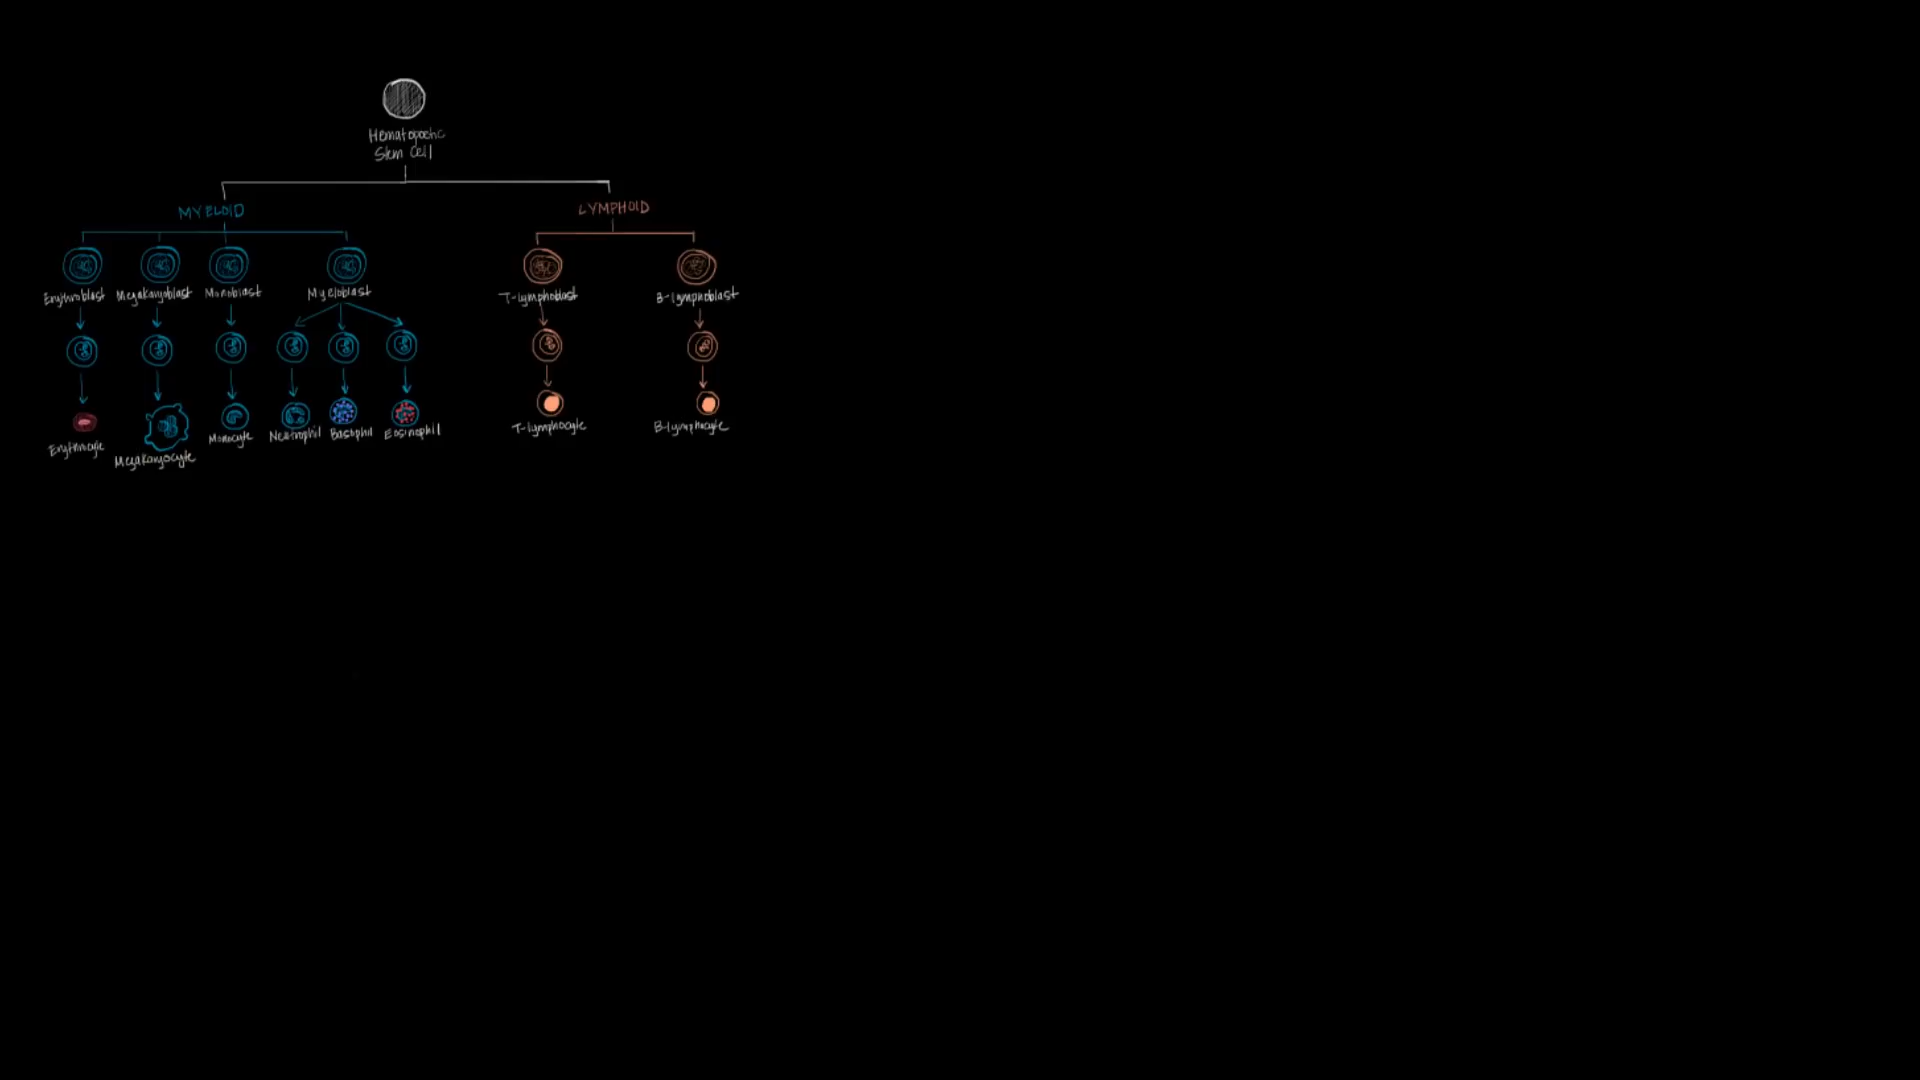 Hematopoetic
Stem Cell
MYELOID
LYMPHOID
Erythroblast
Megakaryoblast
Monoblast
Myeloblast
T-lymphoblast
B-lymphoblast
Erythrocyte
Megakaryocyte
Monocyte
Neutrophil
Basophil
Eosinophil
T-lymphocyte
B-lymphocyte